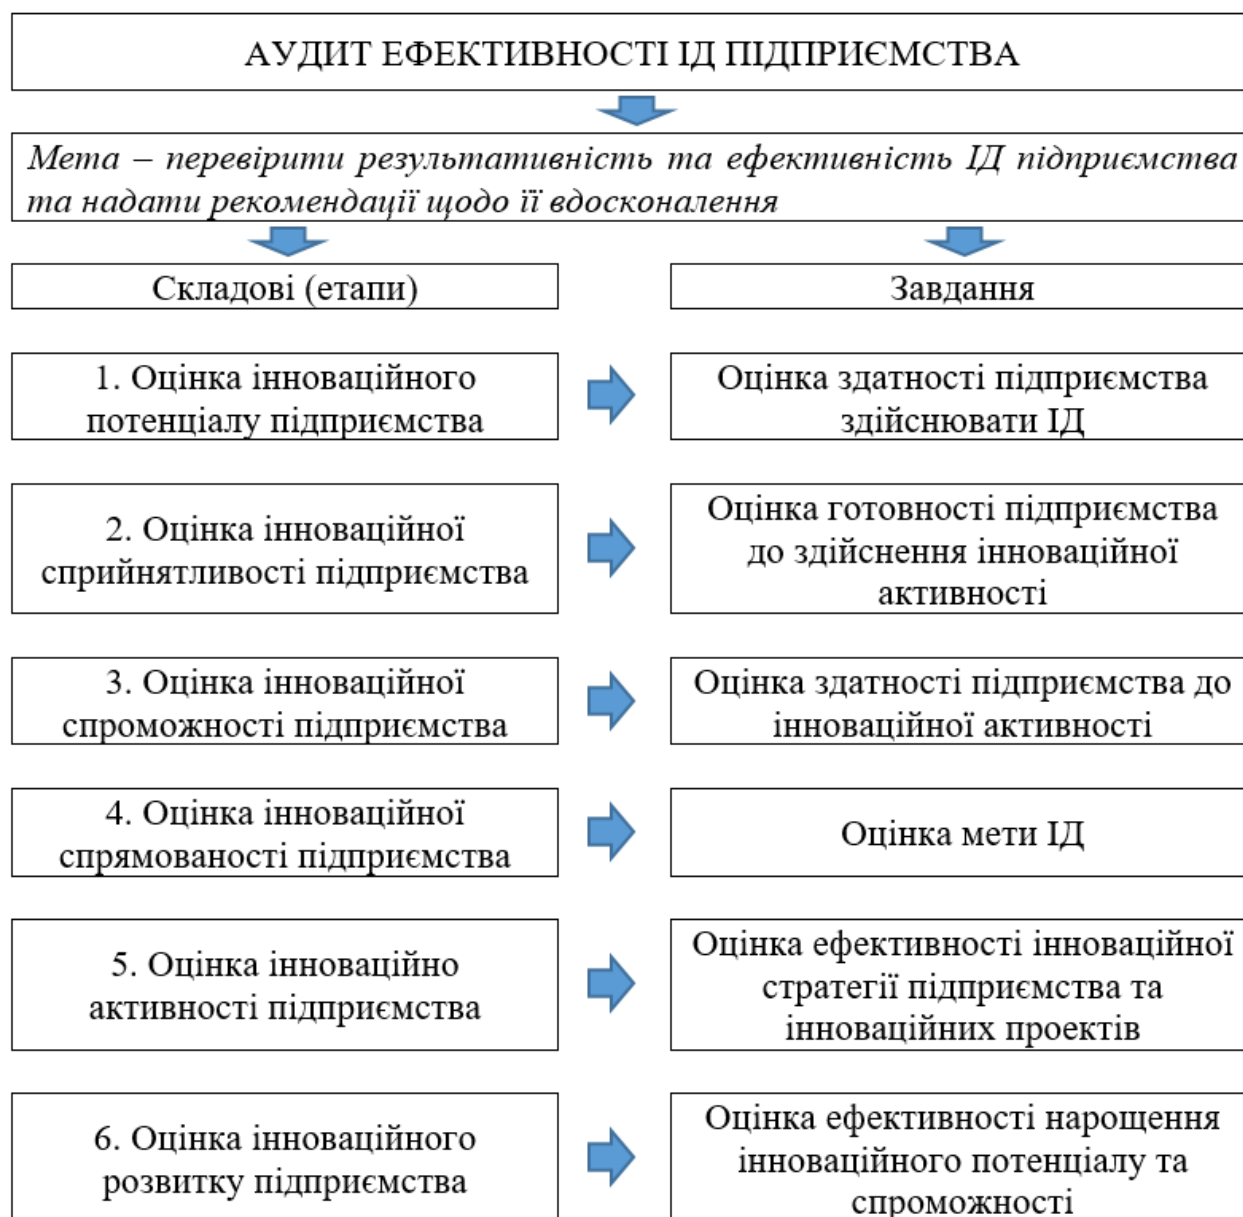 АУДИТ ЕФЕКТИВНОСТІ ІД ПІДПРИЄМСТВА
Мета – перевірити результативність та ефективність ІД підприємства
та надати рекомендації щодо її вдосконалення
Складові (етапи)
Завдання
1. Оцінка інноваційного
потенціалу підприємства
Оцінка здатності підприємства
здійснювати ІД
2. Оцінка інноваційної
сприйнятливості підприємства
Оцінка готовності підприємства
до здійснення інноваційної
активності
3. Оцінка інноваційної
спроможності підприємства
Оцінка здатності підприємства до
інноваційної активності
4. Оцінка інноваційної
спрямованості підприємства
Оцінка мети ІД
5. Оцінка інноваційно
активності підприємства
Оцінка ефективності інноваційної
стратегії підприємства та
інноваційних проектів
6. Оцінка інноваційного
розвитку підприємства
Оцінка ефективності нарощення
інноваційного потенціалу та
спроможності